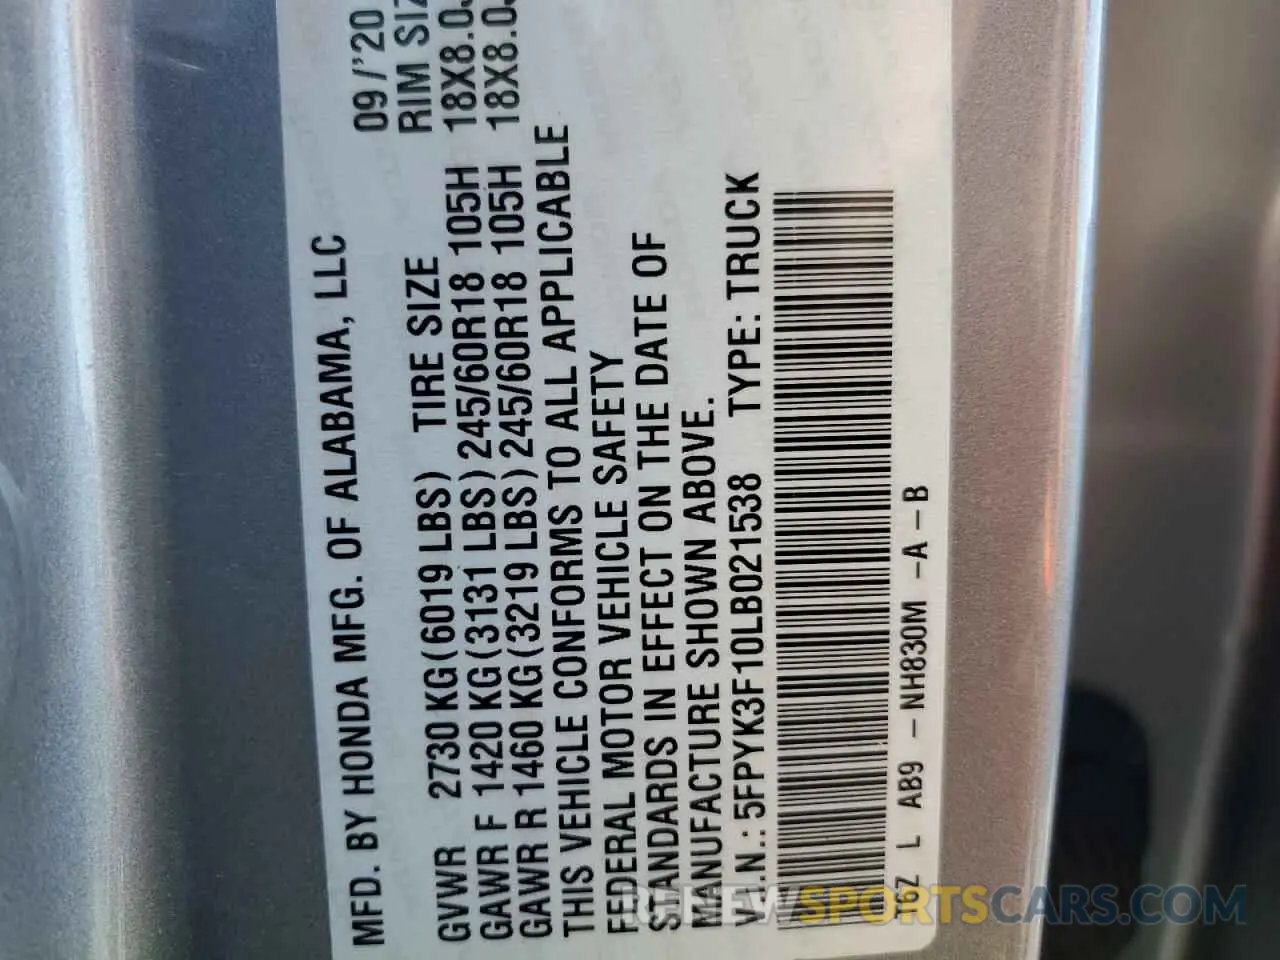 MFD. BY HONDA MFG. OF ALABAMA, LLC 09/'20
GVWR 2730 KG(6019 LBS) TIRE SIZE RIM
GAWR F 1420 KG(3131 LBS) 245/60R18 105H 18X8.0J
GAWR R 1460 KG(3219 LBS) 245/60R18 105H 18X8.0J
THIS VEHICLE CONFORMS TO ALL APPLICABLE
FEDERAL MOTOR VEHICLE SAFETY
STANDARDS IN EFFECT ON THE DATE OF
MANUFACTURE SHOWN ABOVE.
V.I.N.: 5FPYK3F10LB021538 TYPE: TRUCK
L AB9 -NH830M -A-B
RENEWSPORTSCARS.COM